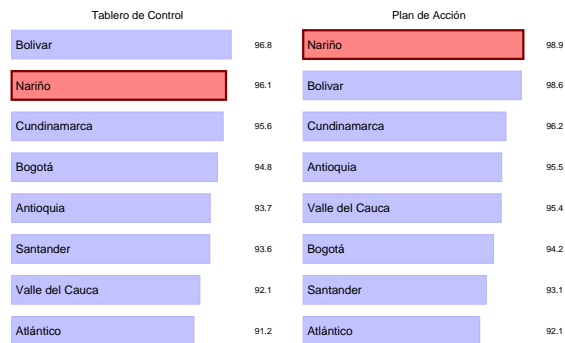 Tablero de Control
Bolivar 96.8
Nariño 96.1
Cundinamarca 95.6
Bogotá 94.8
Antioquia 93.7
Santander 93.6
Valle del Cauca 92.1
Atlántico 91.2
Plan de Acción
Nariño 98.9
Bolivar 98.6
Cundinamarca 96.2
Antioquia 95.5
Valle del Cauca 95.4
Bogotá 94.2
Santander 93.1
Atlántico 92.1